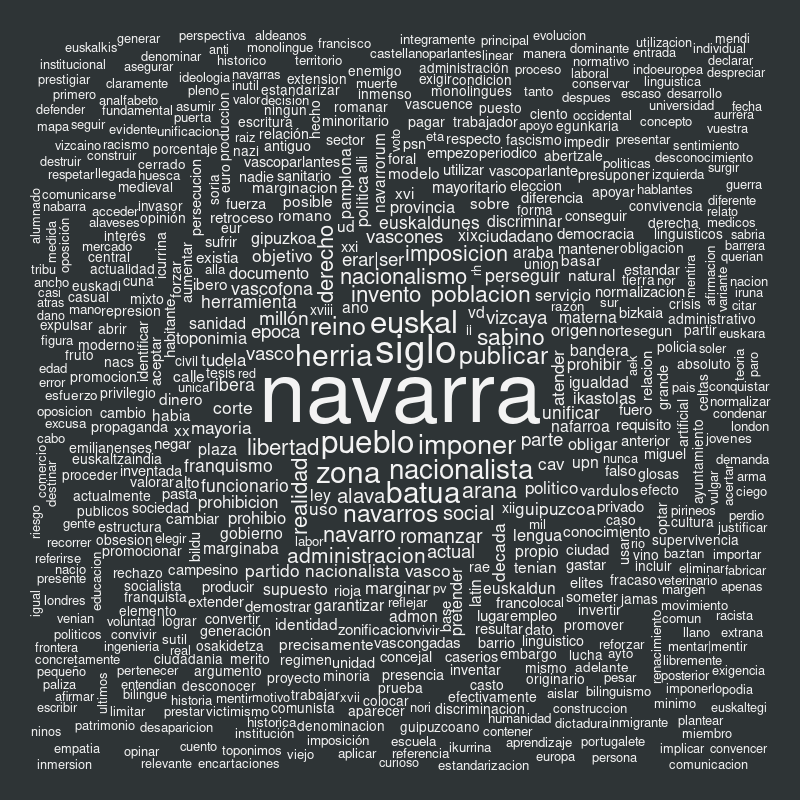 generar perspectiva aldeanos
euskalkis anti monolingue francisco integramente principal evolucion utilizacion mendi
institucional denominar historico territorio castellanoparlantes linear manera dominante entrada individual
asegurar ideologia navarras enemigo administración proceso normativo indoeuropea declarar
prestigiar claramente pleno inutil extension muerte exigir condicion laboral conservar linguistica despreciar
primero analfabeto asumir valor decision estandarizar inmenso monolingues tanto despues escaso desarrollo
defender fundamental puerta produccion ningun hecho romanar vascuence puesto ciento occidental universidad fecha
mapa seguir evidente unificacion escritura minoritario voto pagar trabajador apoyo egunkaria concepto aurrera
vizcaino racismo raiz relación sector psn eta respecto fascismo impedir presentar vuestra
destruir construir porcentaje nazi antiguo foral empezo periodico abertzale politicas desconocimiento sentimiento
respetar llegada huesca cerrado euro vascoparlantes alli navarrorum modelo utilizar vascoparlante presuponer izquierda surgir
comunicarse medieval persecucion soria nadie sanitario pamplona politica xvi mayoritario eleccion apoyar hablantes guerra
nabarra invasor fuerza marginacion posible provincia sobre diferencia convivencia diferente
alumnado acceder alaveses opinión retroceso romano euskaldunes discriminar forma conseguir derecha linguisticos relato medicos
medida oposición interés sufrir eur gipuzkoa derecho vascones xix ciudadano democracia sabria
mercado central icurrina existia objetivo xxi erar|ser imposicion araba mantener obligacion barrera
tribu actualidad forzar aumentar alla documento nacionalismo rh perseguir union basar natural estandar mentira afirmacion querian
ancho euskadi cuna ibero vascofona invento poblacion servicio normalizacion tierra nor variante nacion iruna
casi atras casual mixto habitante herramienta xviii ano vd vizcaya razon sur crisis citar
dano mano represion millón reino euskal materna bizkaia administrativo
expulsar abrir identificar sanidad epoca ii sabino origen norte segun partir euskara
figura moderno aceptar toponimia vasco herria siglo publicar atender bandera policia soler
fruto nacs civil tudela prohibir aek relacion absoluto teoria paro
edad error promocion calle tesis red ribera navarra igualdad grande pais celtas conquistar
esfuerzo privilegio unica ikastolas artificial normalizar
oposicion cambio dinero corte unificar fuero requisito condenar
excusa propaganda habia xx mayoria nafarroa anterior london
cabo emilianenses negar plaza libertad pueblo imponer parte obligar miguel jovenes
comercio euskaltzaindia inventada franquismo zona nacionalista cav upn nunca falso glosas ayuntamiento demanda
proceder valorar alto funcionario realidad batua arana politico vardulos efecto vulgar acertar arma
destinar actualmente pasta prohibicion ley alava xii guipuzcoa privado optar pirineos ciego
publicos sociedad cambiar prohibio uso navarros social mil caso cultura perdio
riesgo gente estructura gobierno labor navarro romanzar decada lengua conocimiento usar supervivencia justificar
recorrer obsesion elegir bildu marginaba administracion actual propio ciudad rio vino baztan importar
referirse promocionar rae tenian gastar incluir eliminar fabricar
nacio rechazo campesino partido nacionalista vasco elites fracaso veterinario apenas
presente educacion socialista producir supuesto rioja marginar pv pretender latin euskaldun someter jamas margen
igual londres franquista extender demostrar garantizar reflejar base franco local invertir movimiento
elemento admon lugar empleo promover comun racista
venian voluntad lograr convertir identidad zonificacion vivir resultar dato renacimiento llano extrana
politicos convivir sutil generación precisamente vascongadas barrio linguistico reforzar mentar|mentir
frontera ingenieria real osakidetza concejal caserios embargo lucha ayto libremente
concretamente ciudadania merito regimen unidad mismo adelante posterior exigencia
pequeño pertenecer argumento proyecto minoria presencia inventar originario pesar imponerlo podia
paliza ultimos entendian desconocer prueba casto aislar bilinguismo minimo euskaltegi
afirmar bilingue historia mentir motivo trabajar xvii colocar efectivamente
escribir limitar prestar victimismo comunista aparecer nori discriminacion construccion plantear
ninos patrimonio desaparicion historica denominacion guipuzcoano humanidad dictadura inmigrante miembro
cuento institución imposición escuela ikurrina contener aprendizaje portugalete
empatia opinar toponimos viejo aplicar referencia europa persona implicar convencer
inmersion relevante encartaciones curioso estandarizacion comunicacion